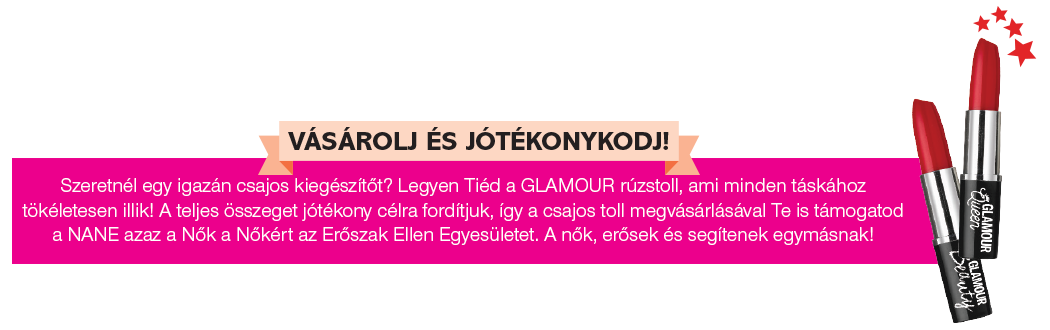 VÁSÁROLJ ÉS JÓTÉKONYKODJ!
Szeretnél egy igazán csajos kiegészítőt? Legyen Tiéd a GLAMOUR rúzstoll, ami minden táskához
tökéletesen illik! A teljes összeget jótékony célra fordítjuk, így a csajos toll megvásárlásával Te is támogatod
a NANE azaz a Nők a Nőkért az Erőszak Ellen Egyesületet. A nők, erősek és segítenek egymásnak!
GLAMOUR
Queen
GLAMOUR
Beauty